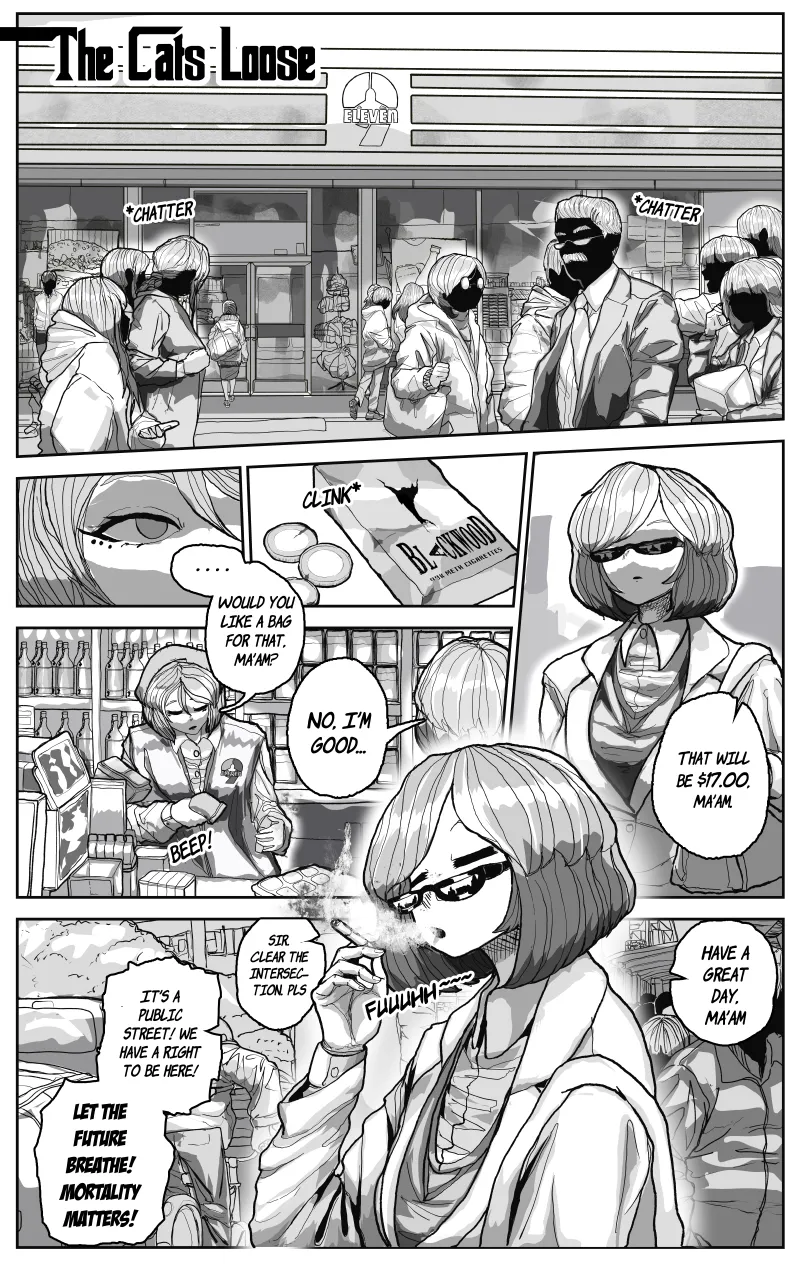 The Cats Loose
ELEVEN
9
*CHATTER
*CHATTER
CLINK*
BLACKWOOD
META CIGARETTES
THAT WILL
BE $17.00,
MA'AM.
....
WOULD YOU
LIKE A BAG
FOR THAT,
MA'AM?
NO, I'M
GOOD...
BEEP!
HAVE A
GREAT
DAY,
MA'AM
FUUUHH~~~~
SIR.
CLEAR THE
INTERSEC-
TION. PLS
IT'S A
PUBLIC
STREET! WE
HAVE A RIGHT
TO BE HERE!
LET THE
FUTURE
BREATHE!
MORTALITY
MATTERS!